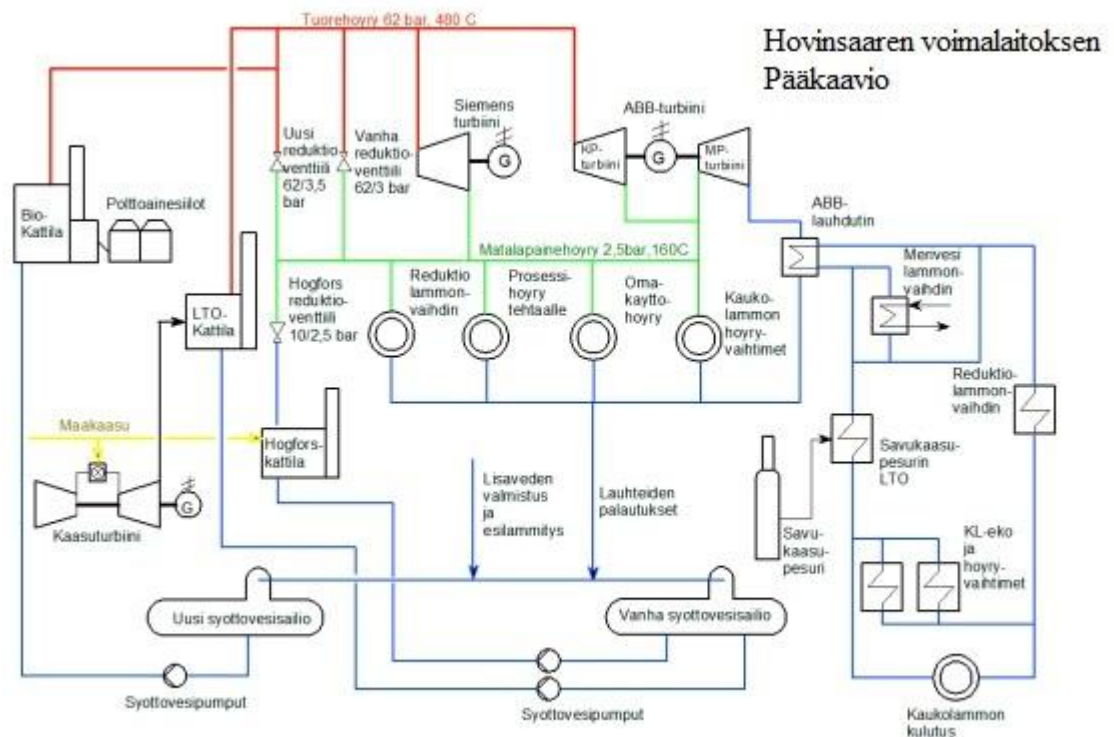 Tuorehoyry 62 bar, 480 C
Hovinsaaren voimalaitoksen
Pääkaavio
Uusi
reduktio
venttiili
62/3,5
bar
Vanha
reduktio-
venttiili
62/3 bar
Siemens
turbiini
G
ABB-turbiini
KP-
turbiini
G
MP-
turbiini
Bio-
Kattila
Polttoainesiilot
ABB-
lauhdutin
Matalapainehoyry 2,5bar, 160C
Merivesi
lammon-
vaihdin
LTO-
Kattila
Hogfors
reduktio-
venttiili
10/2,5 bar
Reduktio
lammon-
vaihdin
Prosessi-
hoyry
tehtaalle
Oma-
kaytto-
hoyry
Kauko-
lammon
hoyry-
vaihtimet
Reduktio-
lammon-
vaihdin
Maakaasu
Hogfors-
kattila
G
Kaasuturbiini
Lisaveden
valmistus
ja
esilammitys
Lauhteiden
palautukset
Savukaasu-
pesurin
LTO
Savu-
kaasu-
pesuri
KL-eko
ja
hoyry-
vaihtimet
Uusi syottovesisailio
Vanha syottovesisailio
Syottovesipumput
Syottovesipumput
Kaukolammon
kulutus